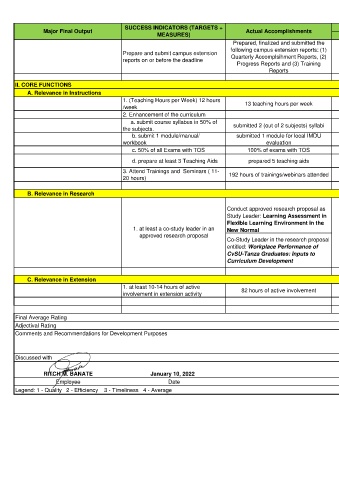 Major Final Output
SUCCESS INDICATORS (TARGETS +
MEASURES)
Actual Accomplishments
Prepare and submit campus extension
reports on or before the deadline
Prepared, finalized and submitted the
following campus extension reports: (1)
Quarterly Accomplishment Reports, (2)
Progress Reports and (3) Training
Reports
II. CORE FUNCTIONS
A. Relevance in Instructions
1. (Teaching Hours per Week) 12 hours
/week
13 teaching hours per week
2. Enhancement of the curriculum
a. submit course syllabus in 50% of
the subjects.
submitted 2 (out of 2 subjects) syllabi
b. submit 1 module/manual/
workbook
submitted 1 module for local IMDU
evaluation
c. 50% of all Exams with TOS
100% of exams with TOS
d. prepare at least 3 Teaching Aids
prepared 5 teaching aids
3. Attend Trainings and Seminars ( 11-
20 hours)
192 hours of trainings/webinars attended
B. Relevance in Research
1. at least a co-study leader in an
approved research proposal
Conduct approved research proposal as
Study Leader: Learning Assessment in
Flexible Learning Environment in the
New Normal
Co-Study Leader in the research proposal
entitled: Workplace Performance of
CvSU-Tanza Graduates: Inputs to
Curriculum Development
C. Relevance in Extension
1. at least 10-14 hours of active
involvement in extension activity
82 hours of active involvement
Final Average Rating
Adjectival Rating
Comments and Recommendations for Development Purposes
Discussed with
RITCH M. BANATE January 10, 2022
Employee Date
Legend: 1 - Quality 2 - Efficiency 3 - Timeliness 4 - Average